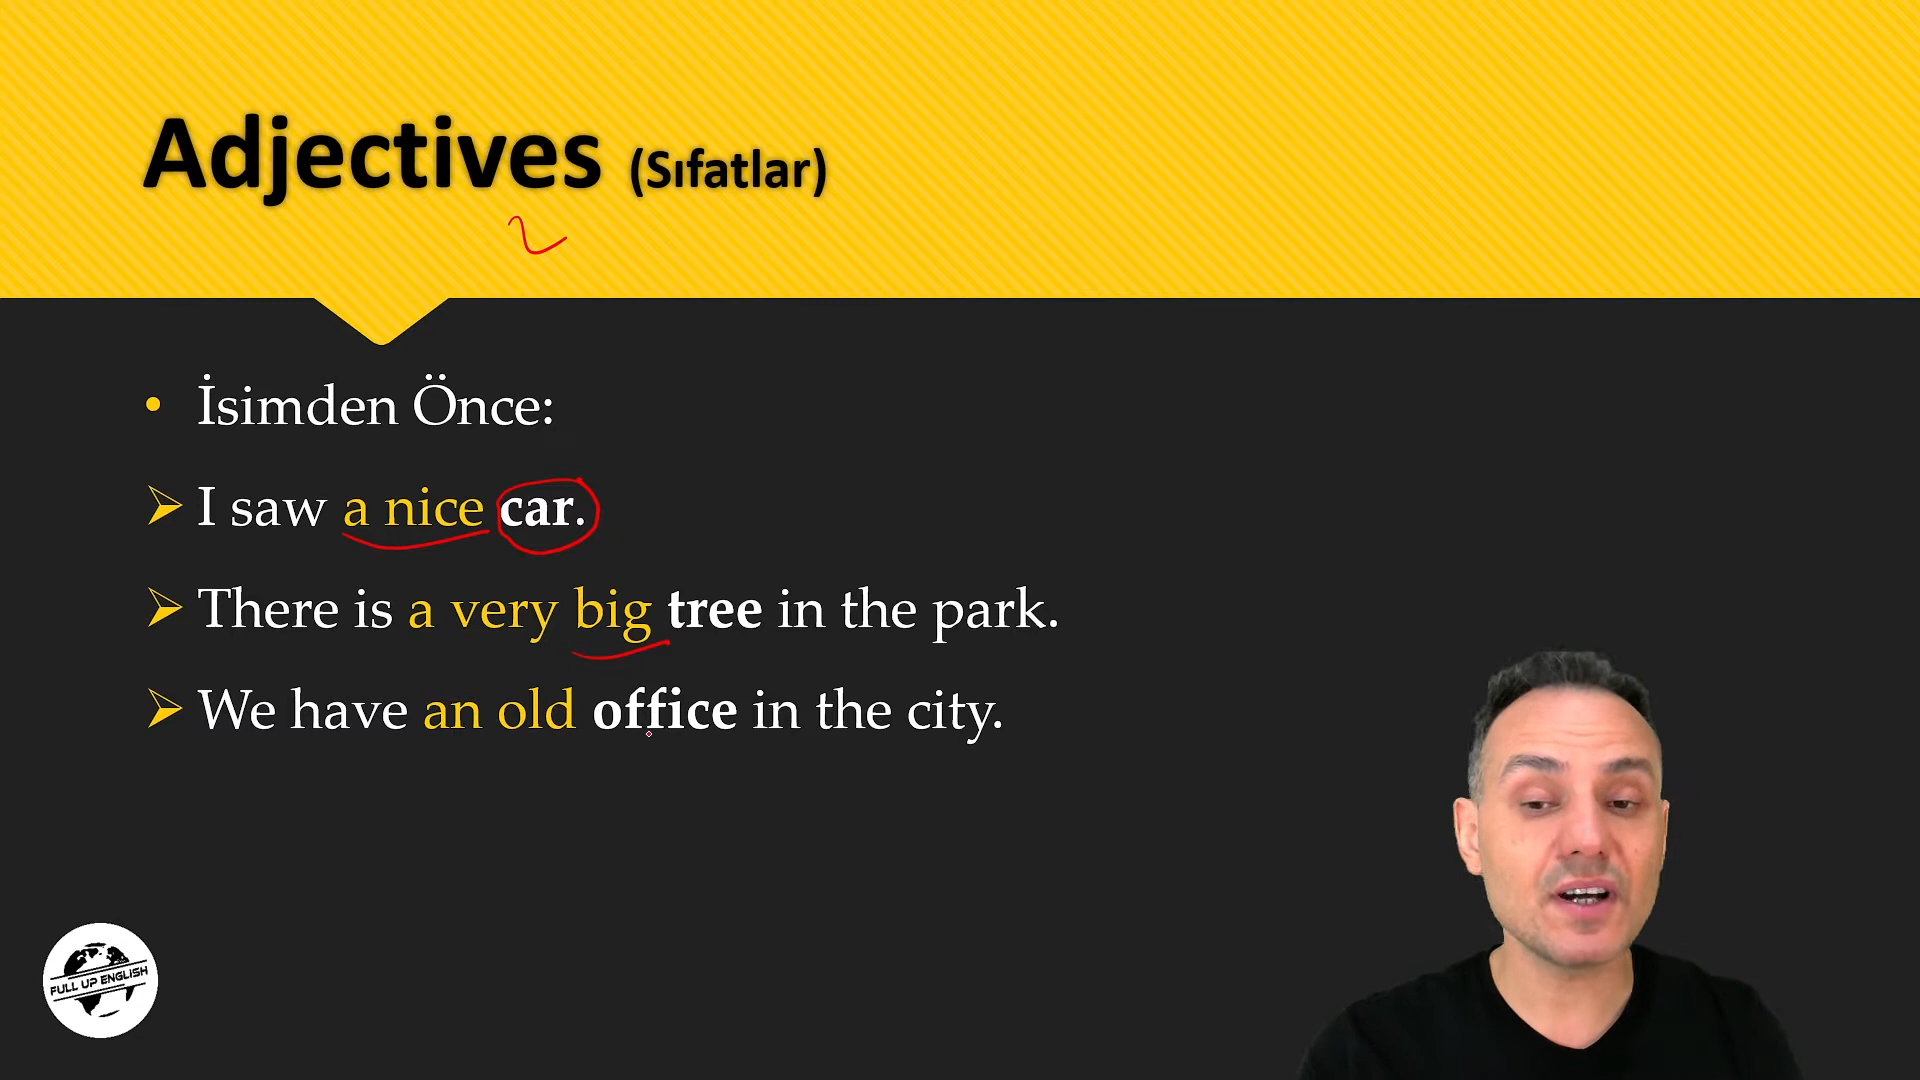 Adjectives (Sıfatlar)
2
• İsimden Önce:
I saw a nice car.
There is a very big tree in the park.
We have an old office in the city.
FULL UP ENGLISH